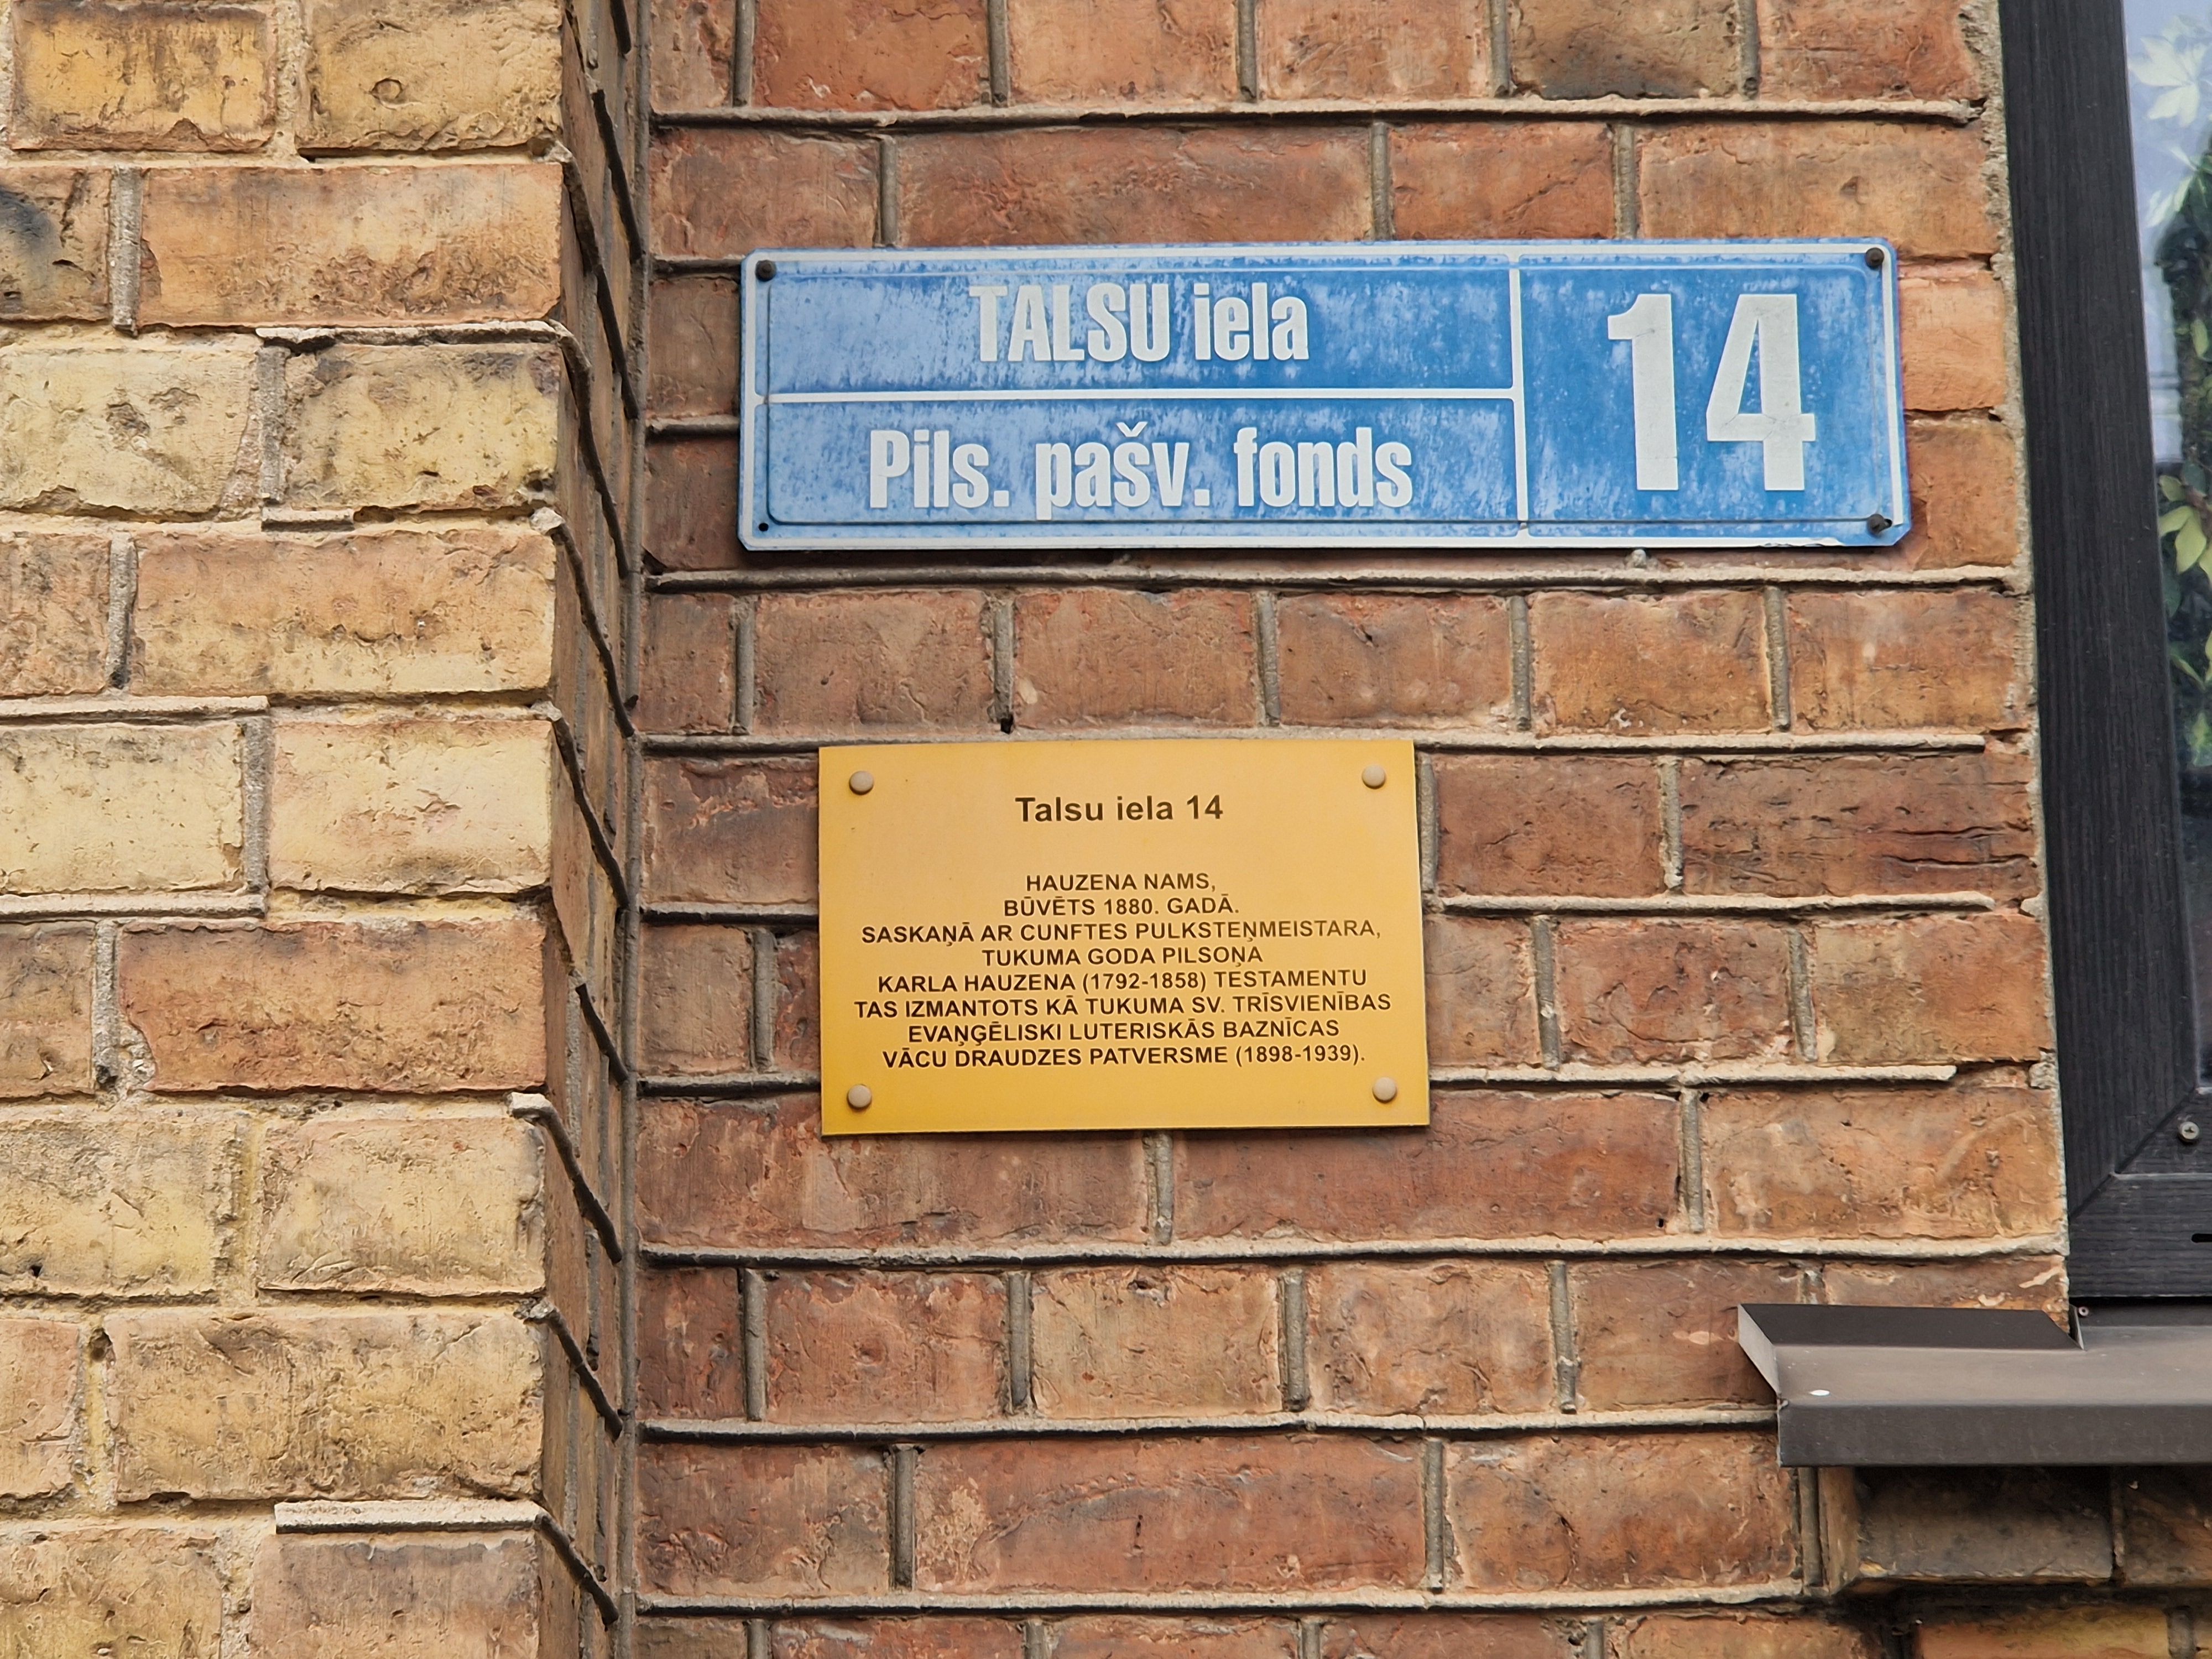 TALSU iela
14
Pils. pašv. fonds
Talsu iela 14
HAUZENA NAMS,
BŪVĒTS 1880. GADĀ.
SASKAŅĀ AR CUNFTES PULKSTEŅMEISTARA,
TUKUMA GODA PILSOŅA
KARLA HAUZENA (1792-1858) TESTAMENTU
TAS IZMANTOTS KĀ TUKUMA SV. TRĪSVIENĪBAS
EVAŅĢĒLISKI LUTERISKĀS BAZNĪCAS
VĀCU DRAUDZES PATVERSME (1898-1939).